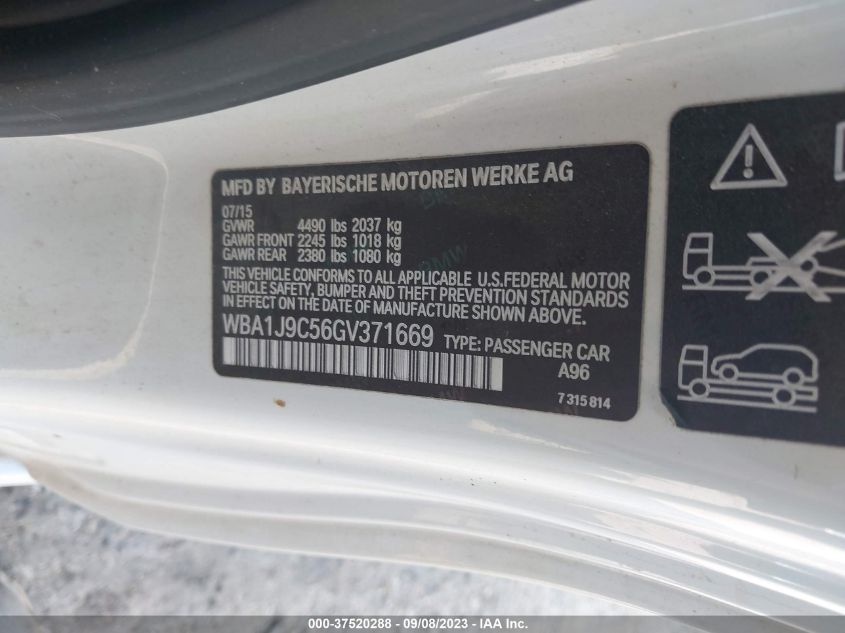 MFD BY BAYERISCHE MOTOREN WERKE AG
07/15
GVWR 4490 lbs 2037 kg
GAWR FRONT 2245 lbs 1018 kg
GAWR REAR 2380 lbs 1080 kg
THIS VEHICLE CONFORMS TO ALL APPLICABLE U.S.FEDERAL MOTOR
VEHICLE SAFETY, BUMPER, AND THEFT PREVENTION STANDARDS
IN EFFECT ON DATE OF MANUFACTURE SHOWN ABOVE.
WBA1J9C56GV371669 TYPE: PASSENGER CAR
A96
7 315 814
000-37520288 - 09/08/2023 - IAA Inc.